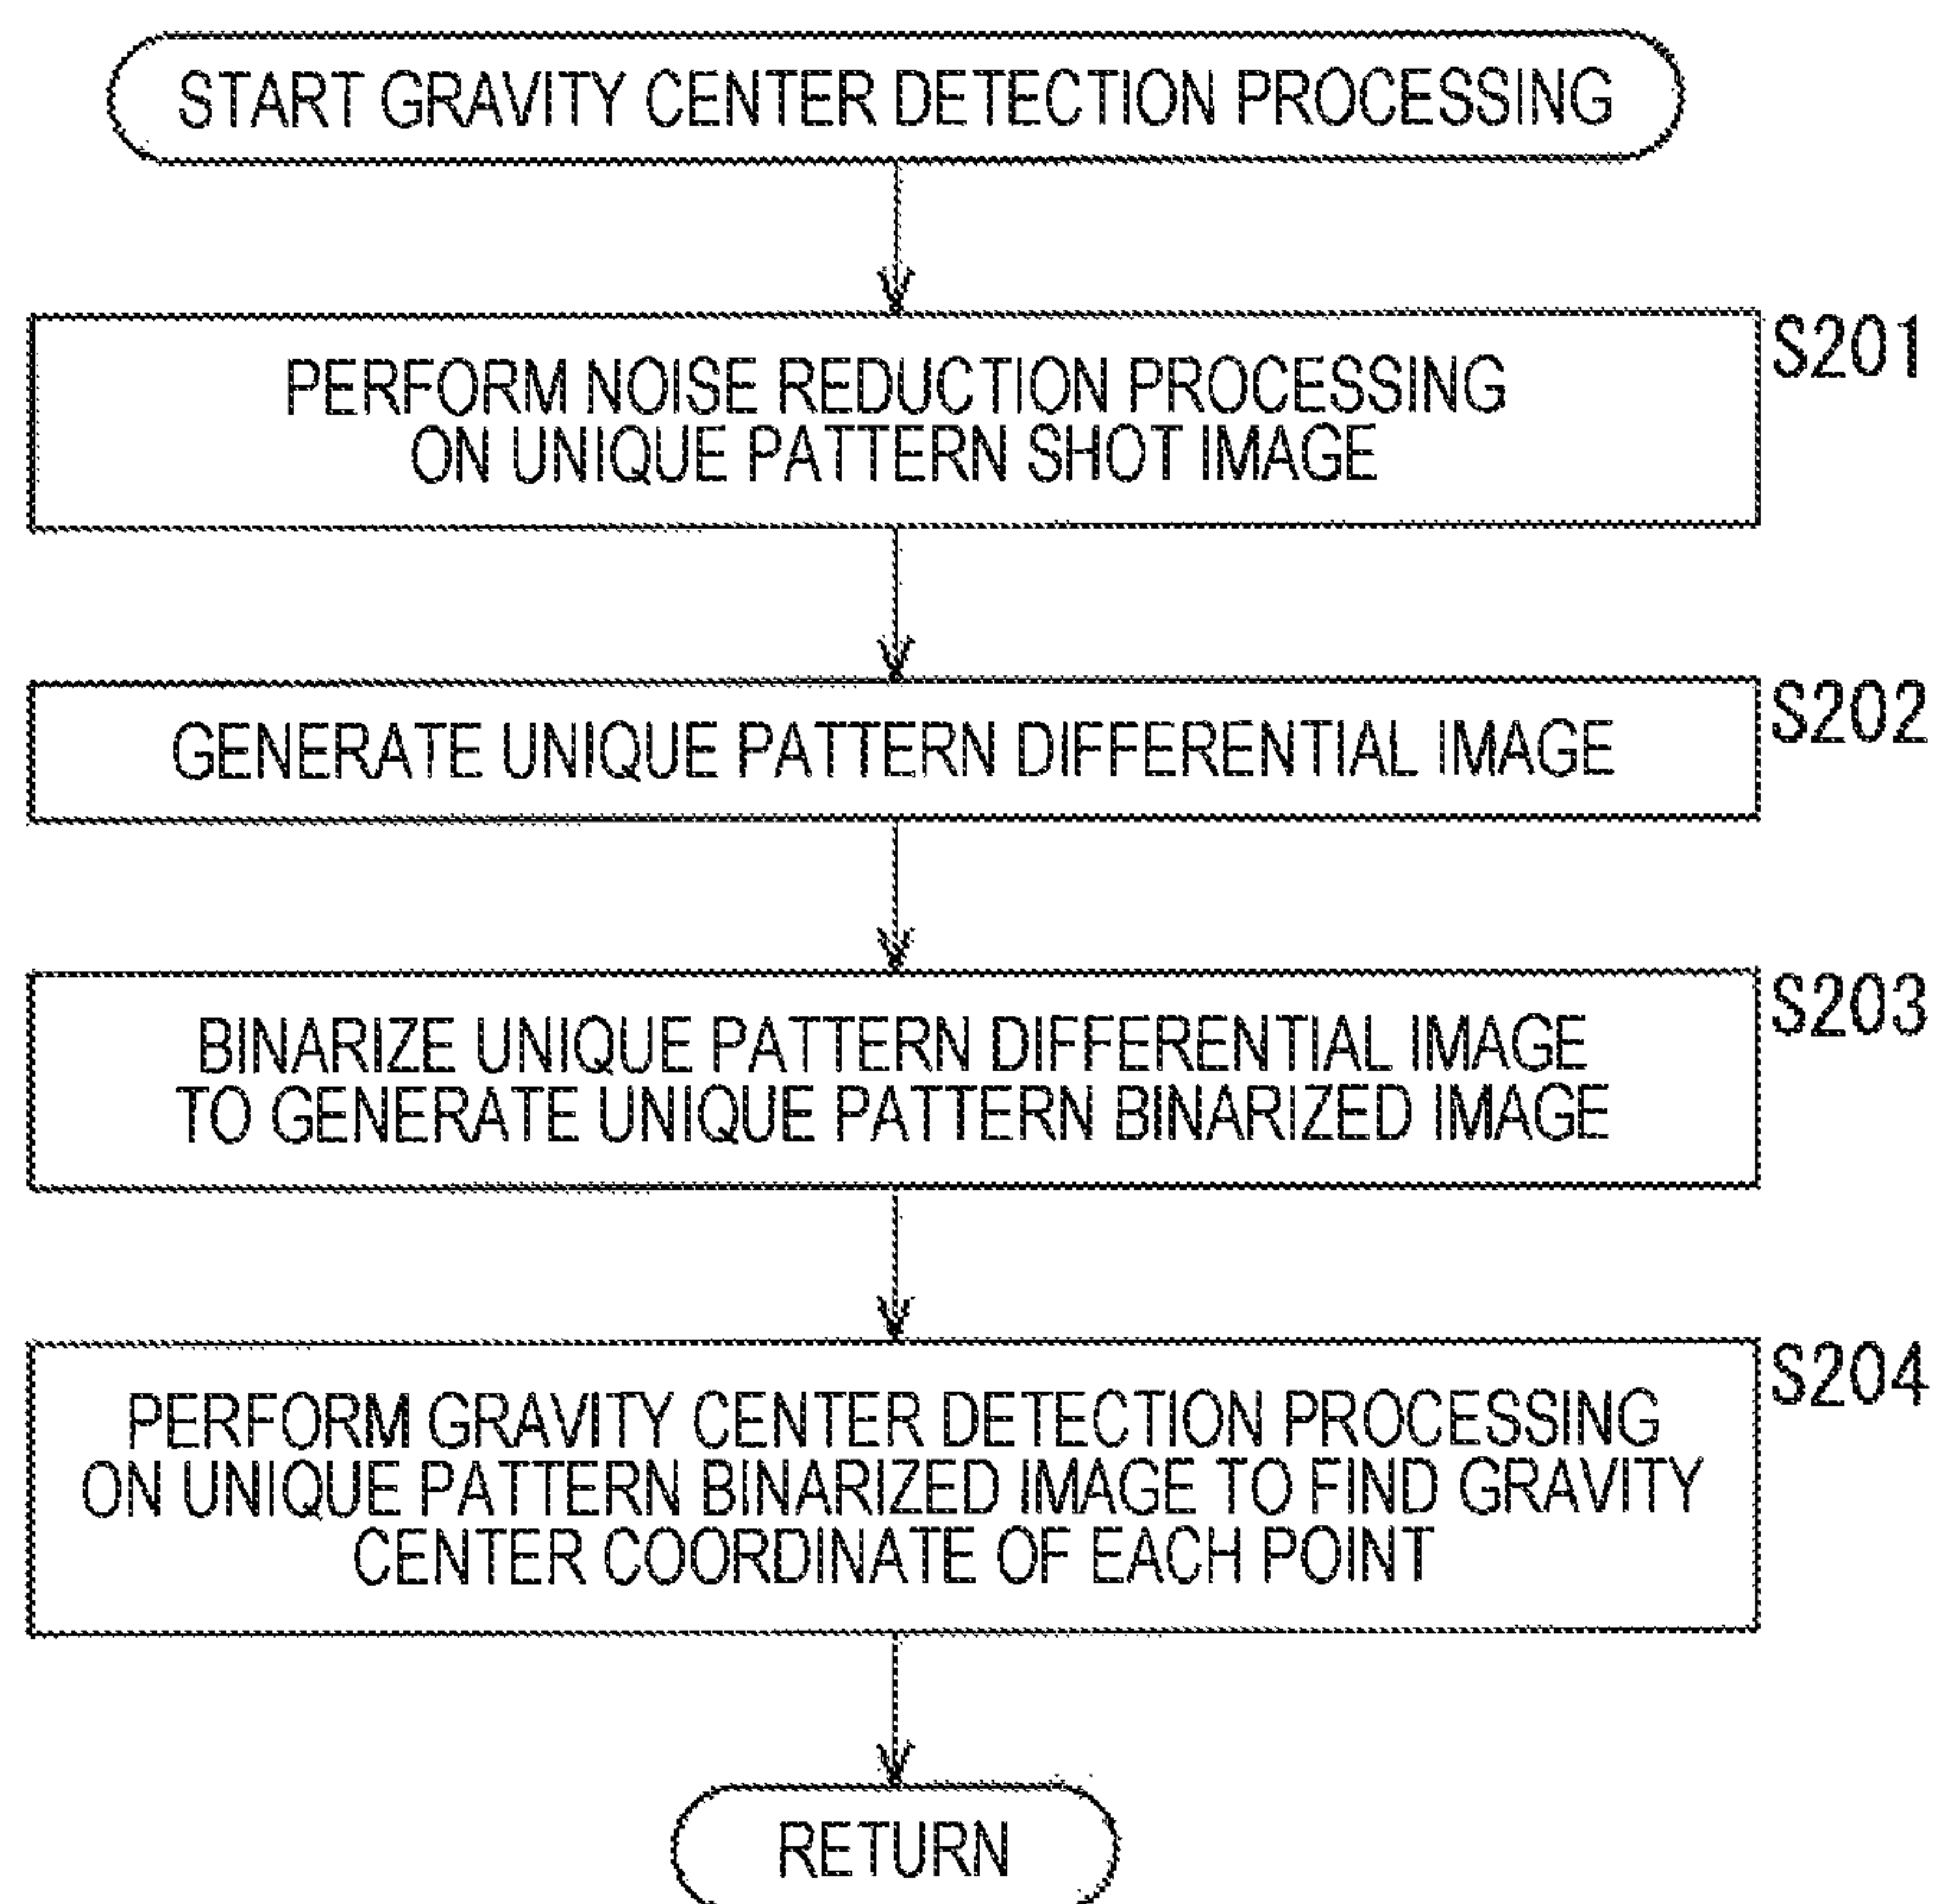 START GRAVITY CENTER DETECTION PROCESSING
S201
PERFORM NOISE REDUCTION PROCESSING
ON UNIQUE PATTERN SHOT IMAGE
S202
GENERATE UNIQUE PATTERN DIFFERENTIAL IMAGE
S203
BINARIZE UNIQUE PATTERN DIFFERENTIAL IMAGE
TO GENERATE UNIQUE PATTERN BINARIZED IMAGE
S204
PERFORM GRAVITY CENTER DETECTION PROCESSING
ON UNIQUE PATTERN BINARIZED IMAGE TO FIND GRAVITY
CENTER COORDINATE OF EACH POINT
RETURN